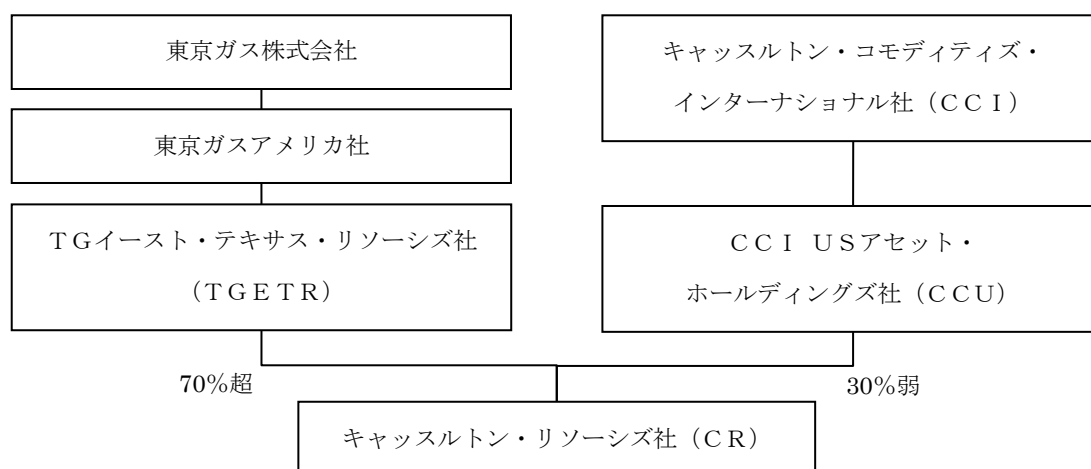 東京ガス株式会社
東京ガスアメリカ社
TGイースト・テキサス・リソーシズ社
(TGETR)
キャッスルトン・コモディティズ・
インターナショナル社(CCI)
CCI USアセット・
ホールディングズ社(CCU)
70%超
30%弱
キャッスルトン・リソーシズ社(CR)